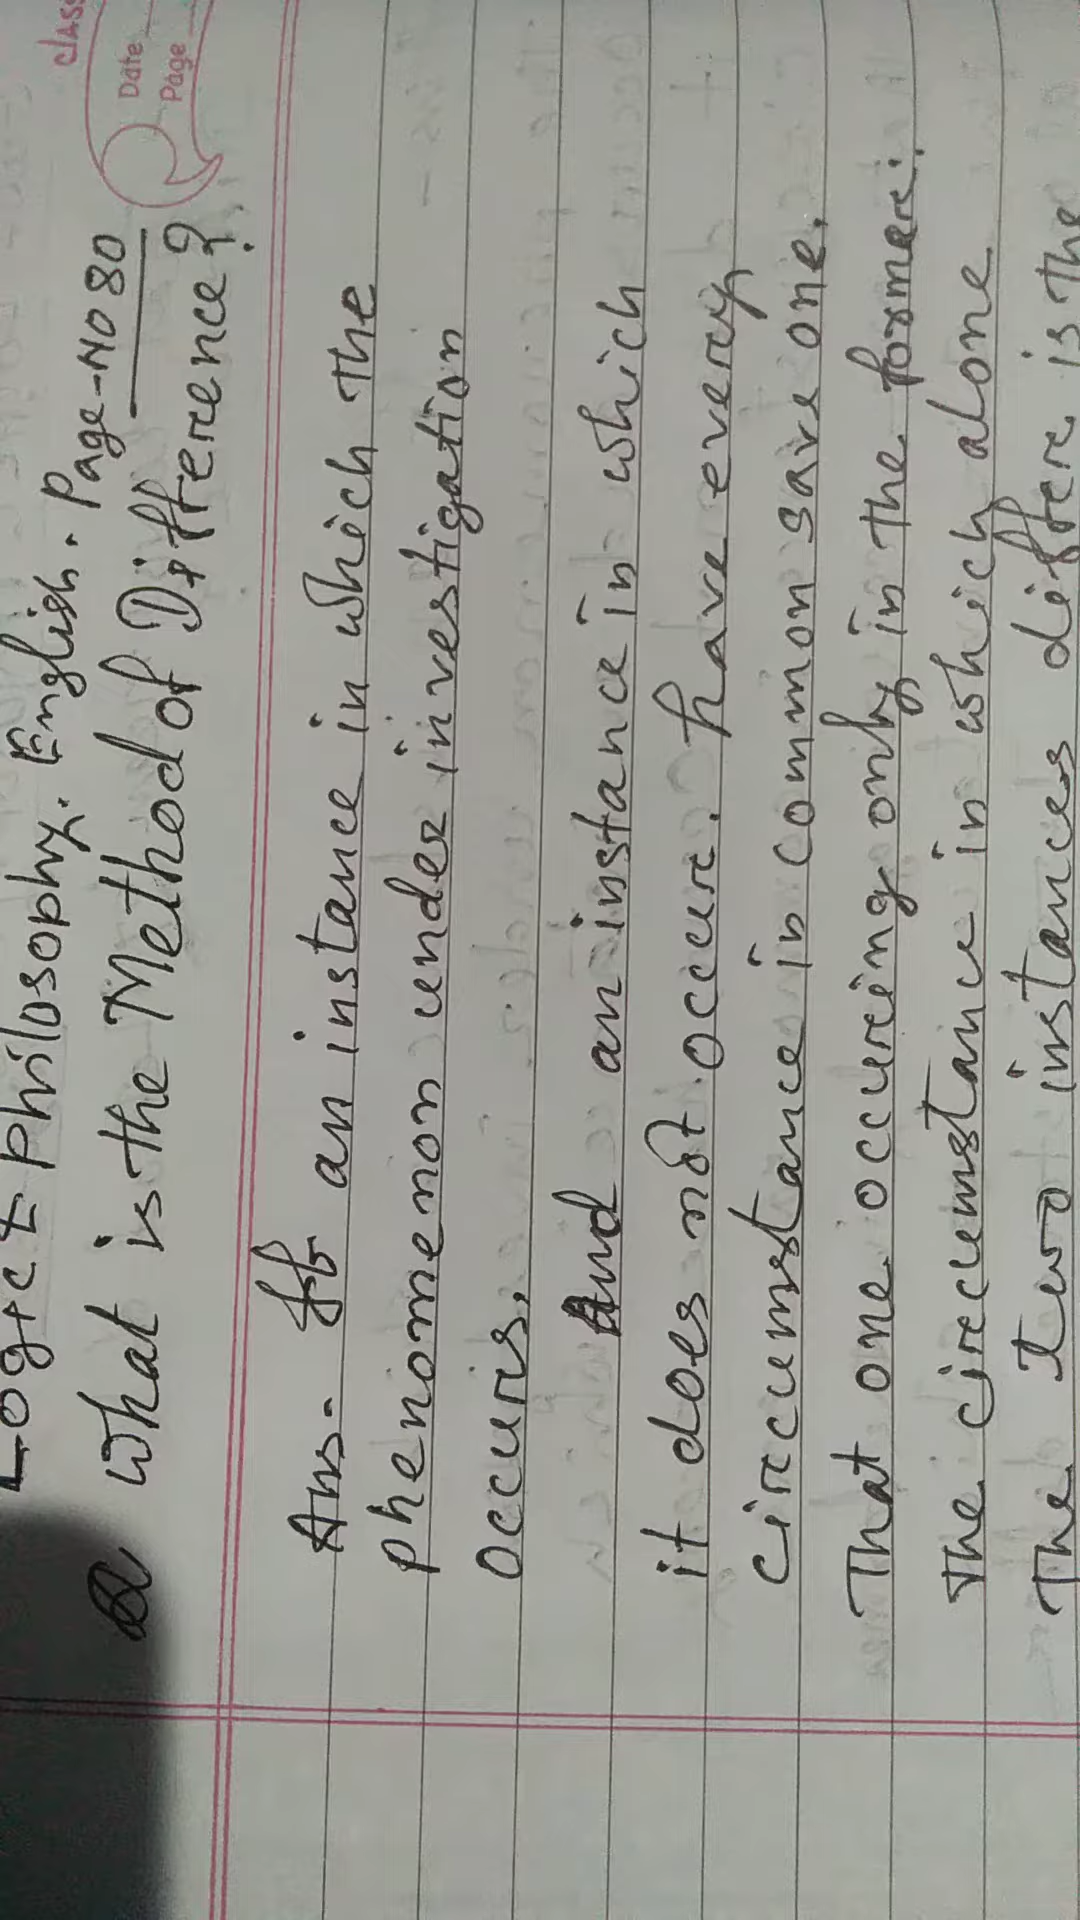 class
Date
Page
Logic & Philosophy. English. Page-No 80
Q What is the Method of Difference?
Ans- If an instance in which the
phenomenon under investigation
occurs,
And an instance in which
it does not occur, have every
circumstance in common save one,
That one occureing only in the former:
The circumstance in which alone
The two instances differe is the